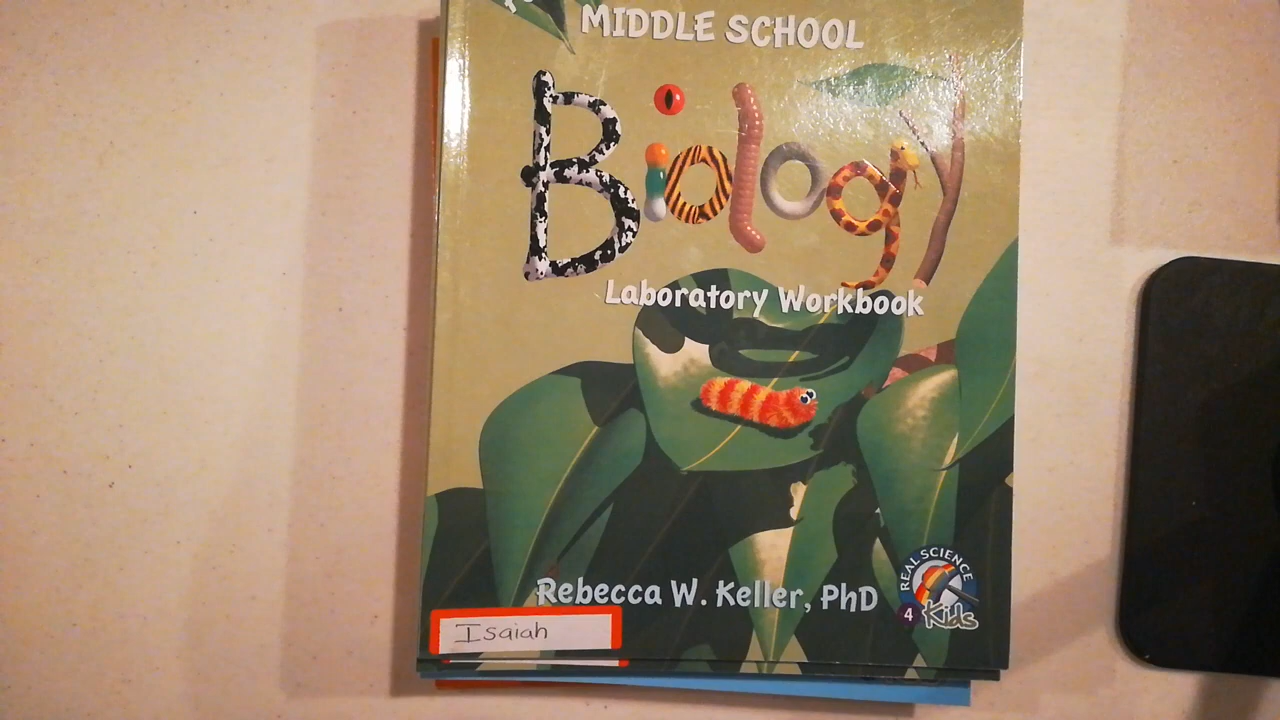 MIDDLE SCHOOL
Biology
Laboratory Workbook
Rebecca W. Keller, PhD
REAL SCIENCE
4
Kids
Isaiah